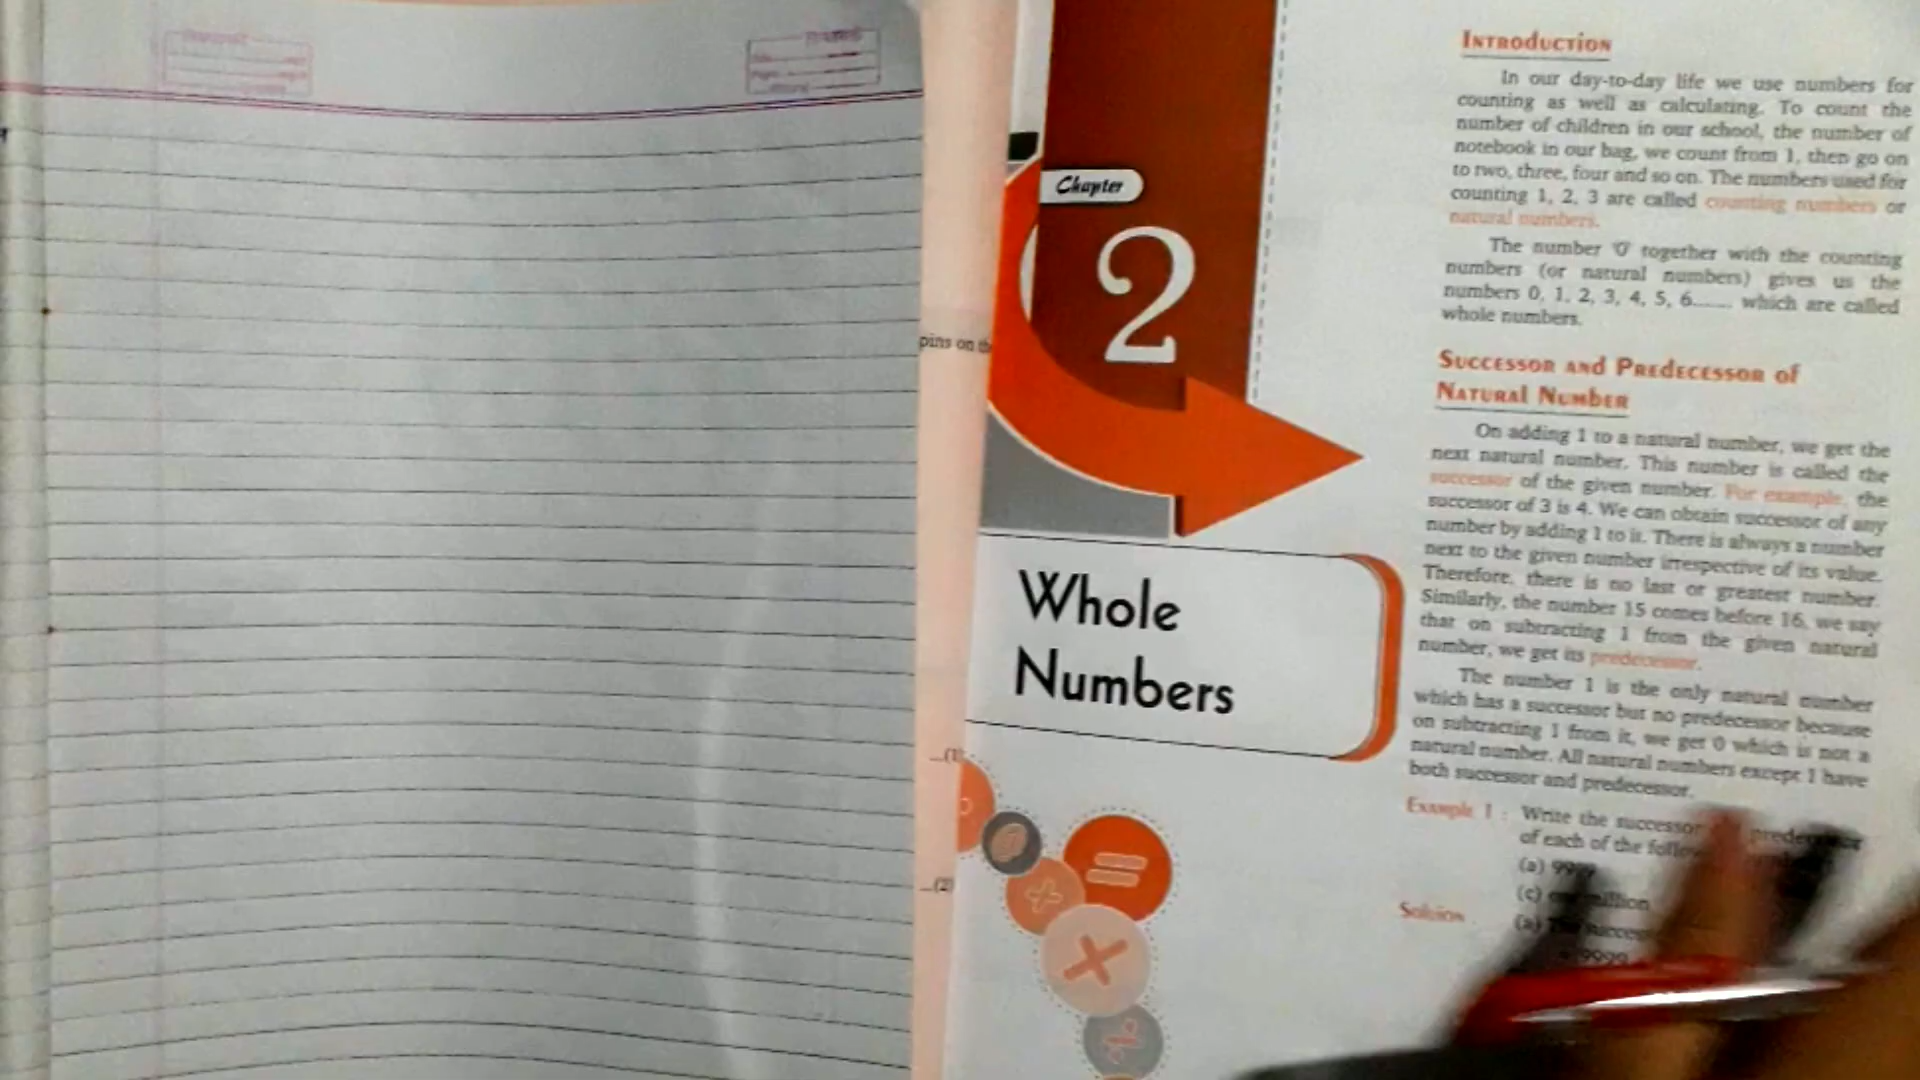 pins on
...(1)
...(2)
Chapter
2
Whole
Numbers
INTRODUCTION
In our day-to-day life we use numbers for
counting as well as calculating. To count the
number of children in our school, the number of
notebook in our bag, we count from 1, then go on
to two, three, four and so on. The numbers used for
counting 1, 2, 3 are called counting numbers or
natural numbers.
The number '0' together with the counting
numbers (or natural numbers) gives us the
numbers 0, 1, 2, 3, 4, 5, 6....... which are called
whole numbers.
SUCCESSOR AND PREDECESSOR OF
NATURAL NUMBER
On adding 1 to a natural number, we get the
next natural number. This number is called the
successor of the given number. For example, the
successor of 3 is 4. We can obtain successor of any
number by adding 1 to it. There is always a number
next to the given number irrespective of its value.
Therefore, there is no last or greatest number.
Similarly, the number 15 comes before 16, we say
that on subtracting 1 from the given natural
number, we get its predecessor.
The number 1 is the only natural number
which has a successor but no predecessor because
on subtracting 1 from it, we get 0 which is not a
natural number. All natural numbers except 1 have
both successor and predecessor.
Example 1 : Write the successor
of each of the
(a)
(c) million
Solution (a) The